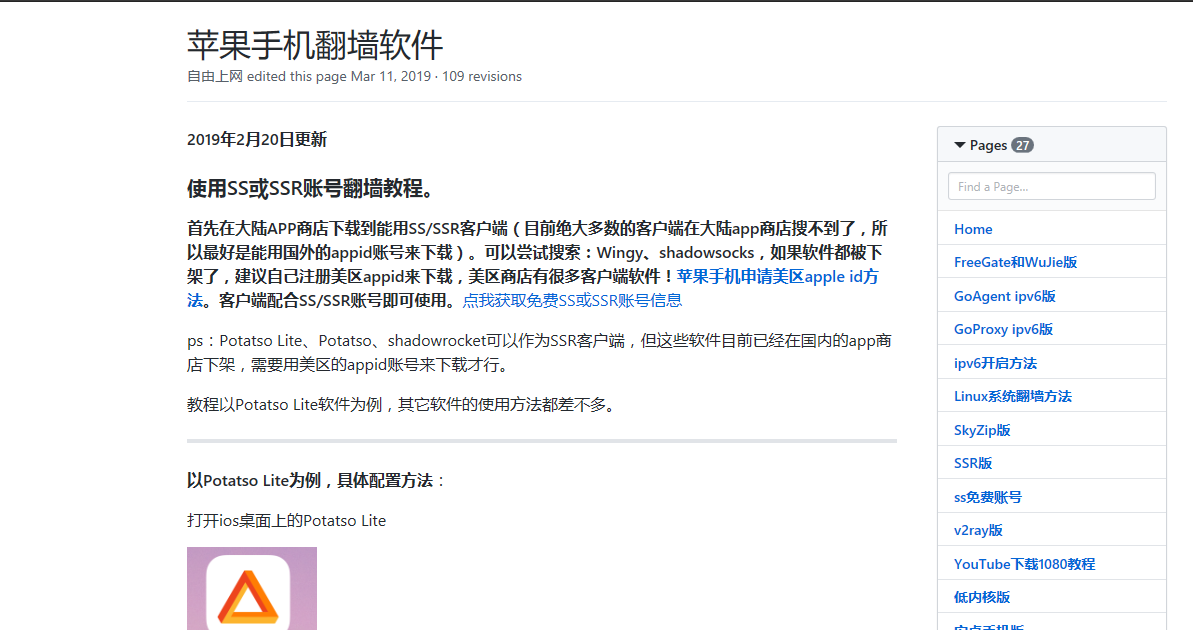 苹果手机翻墙软件
自由上网 edited this page Mar 11, 2019 · 109 revisions
2019年2月20日更新
使用SS或SSR账号翻墙教程。
首先在大陆APP商店下载到能用SS/SSR客户端（目前绝大多数的客户端在大陆app商店搜不到了，所
以最好是能用国外的appid账号来下载）。可以尝试搜索：Wingy、shadowsocks，如果软件都被下
架了，建议自己注册美区appid来下载，美区商店有很多客户端软件！苹果手机申请美区apple id方
法。客户端配合SS/SSR账号即可使用。点我获取免费SS或SSR账号信息
ps：Potatso Lite、Potatso、shadowrocket可以作为SSR客户端，但这些软件目前已经在国内的app商
店下架，需要用美区的appid账号来下载才行。
教程以Potatso Lite软件为例，其它软件的使用方法都差不多。
以Potatso Lite为例，具体配置方法：
打开ios桌面上的Potatso Lite
Pages 27
Find a Page...
Home
FreeGate和WuJie版
GoAgent ipv6版
GoProxy ipv6版
ipv6开启方法
Linux系统翻墙方法
SkyZip版
SSR版
ss免费账号
v2ray版
YouTube下载1080教程
低内核版
安卓手机版